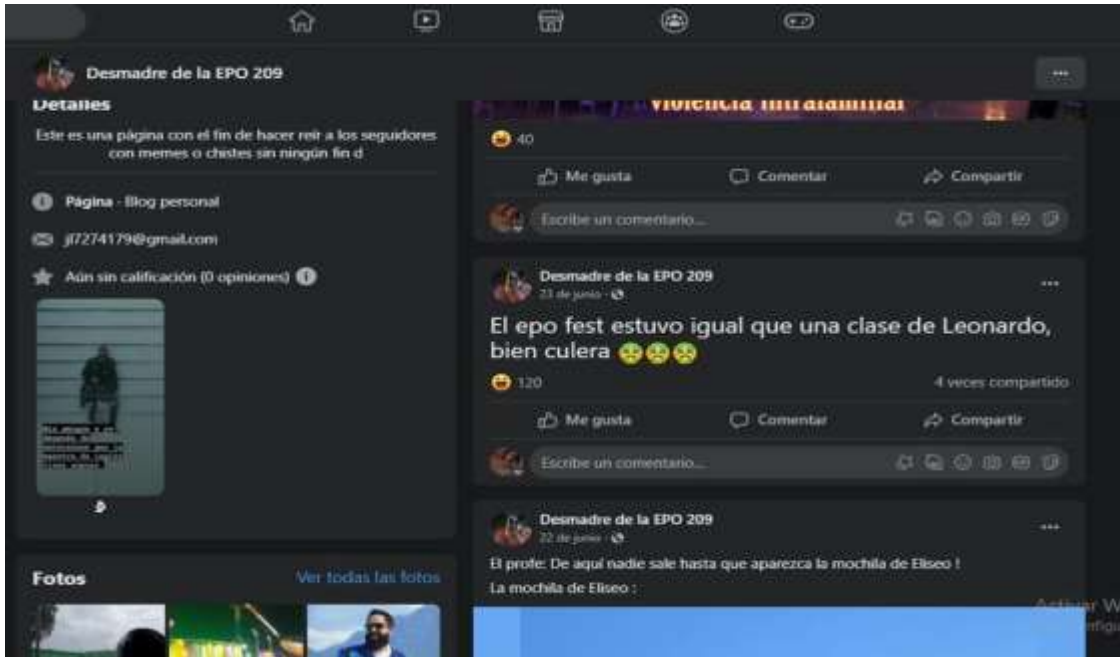 Desmadre de la EPO 209
Detalles
Este es una página con el fin de hacer reir a los seguidores
con memes o chistes sin ningún fin d
Página · Blog personal
jl7274179@gmail.com
Aún sin calificación (0 opiniones)
Fotos
Ver todas las fotos
Violencia intrafamiliar
40
Me gusta
Comentar
Compartir
Escribe un comentario...
Desmadre de la EPO 209
23 de junio
El epo fest estuvo igual que una clase de Leonardo,
bien culera
120
4 veces compartido
Me gusta
Comentar
Compartir
Escribe un comentario...
Desmadre de la EPO 209
22 de junio
El profe: De aquí nadie sale hasta que aparezca la mochila de Eliseo !
La mochila de Eliseo :
Activar W